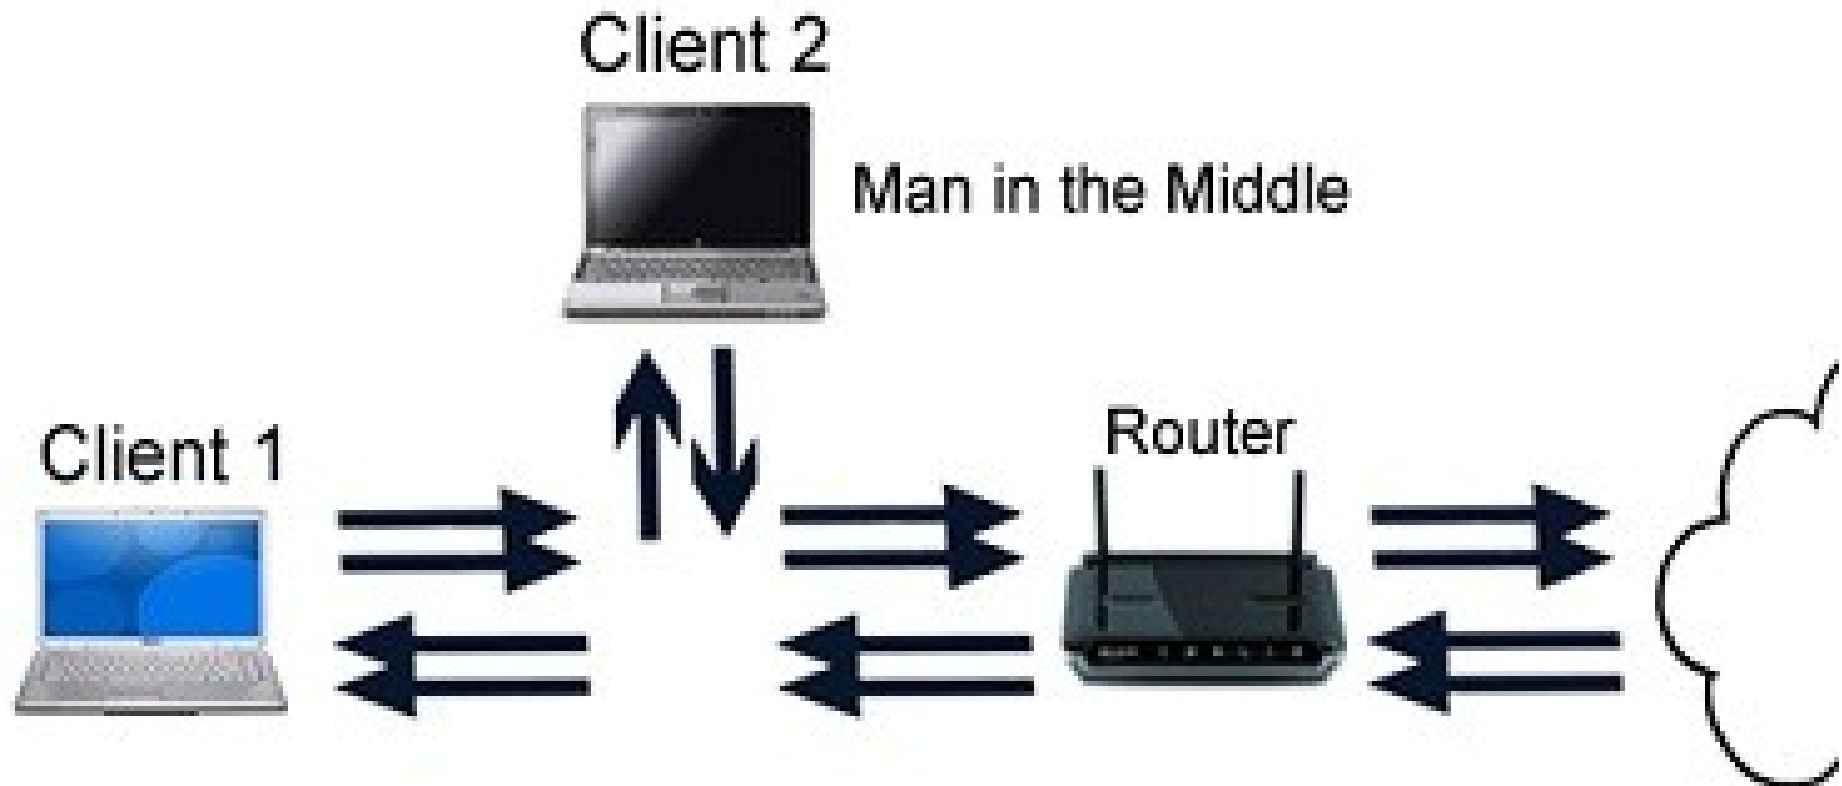 Client 2
Man in the Middle
Client 1
Router